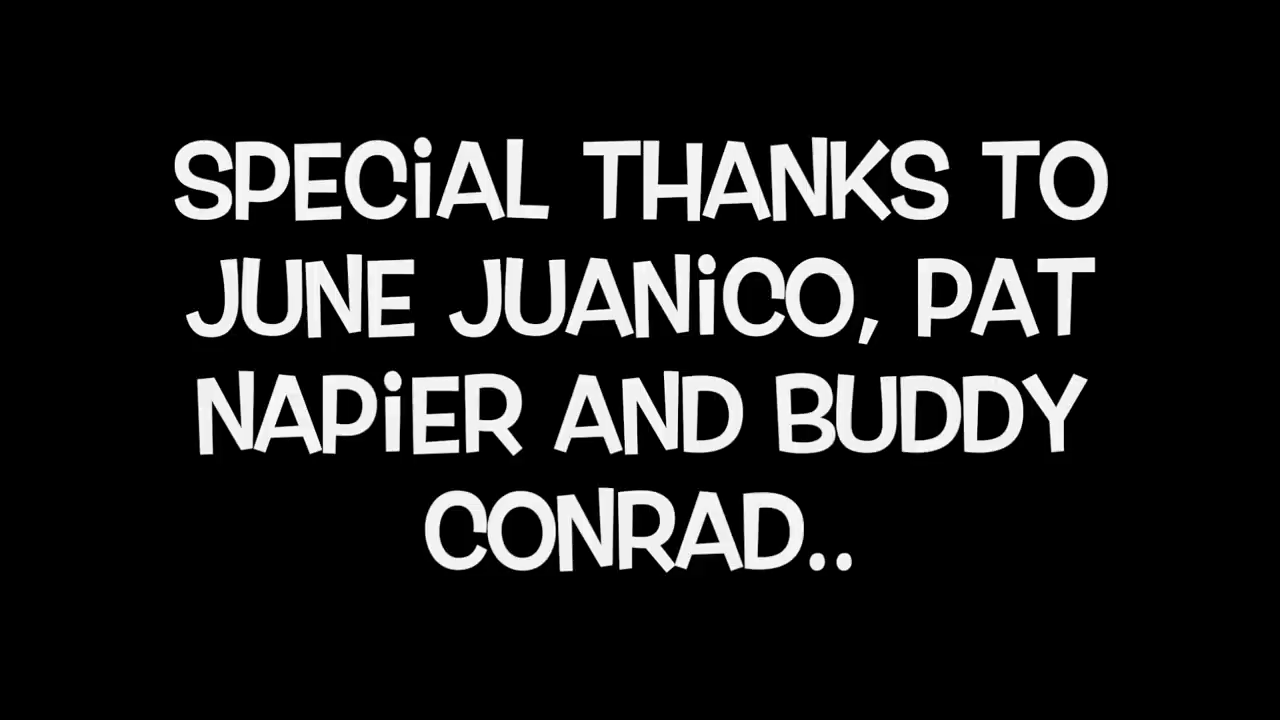 SPECiAL THANKS TO
JUNE JUANiCO, PAT
NAPiER AND BUDDY
CONRAD..